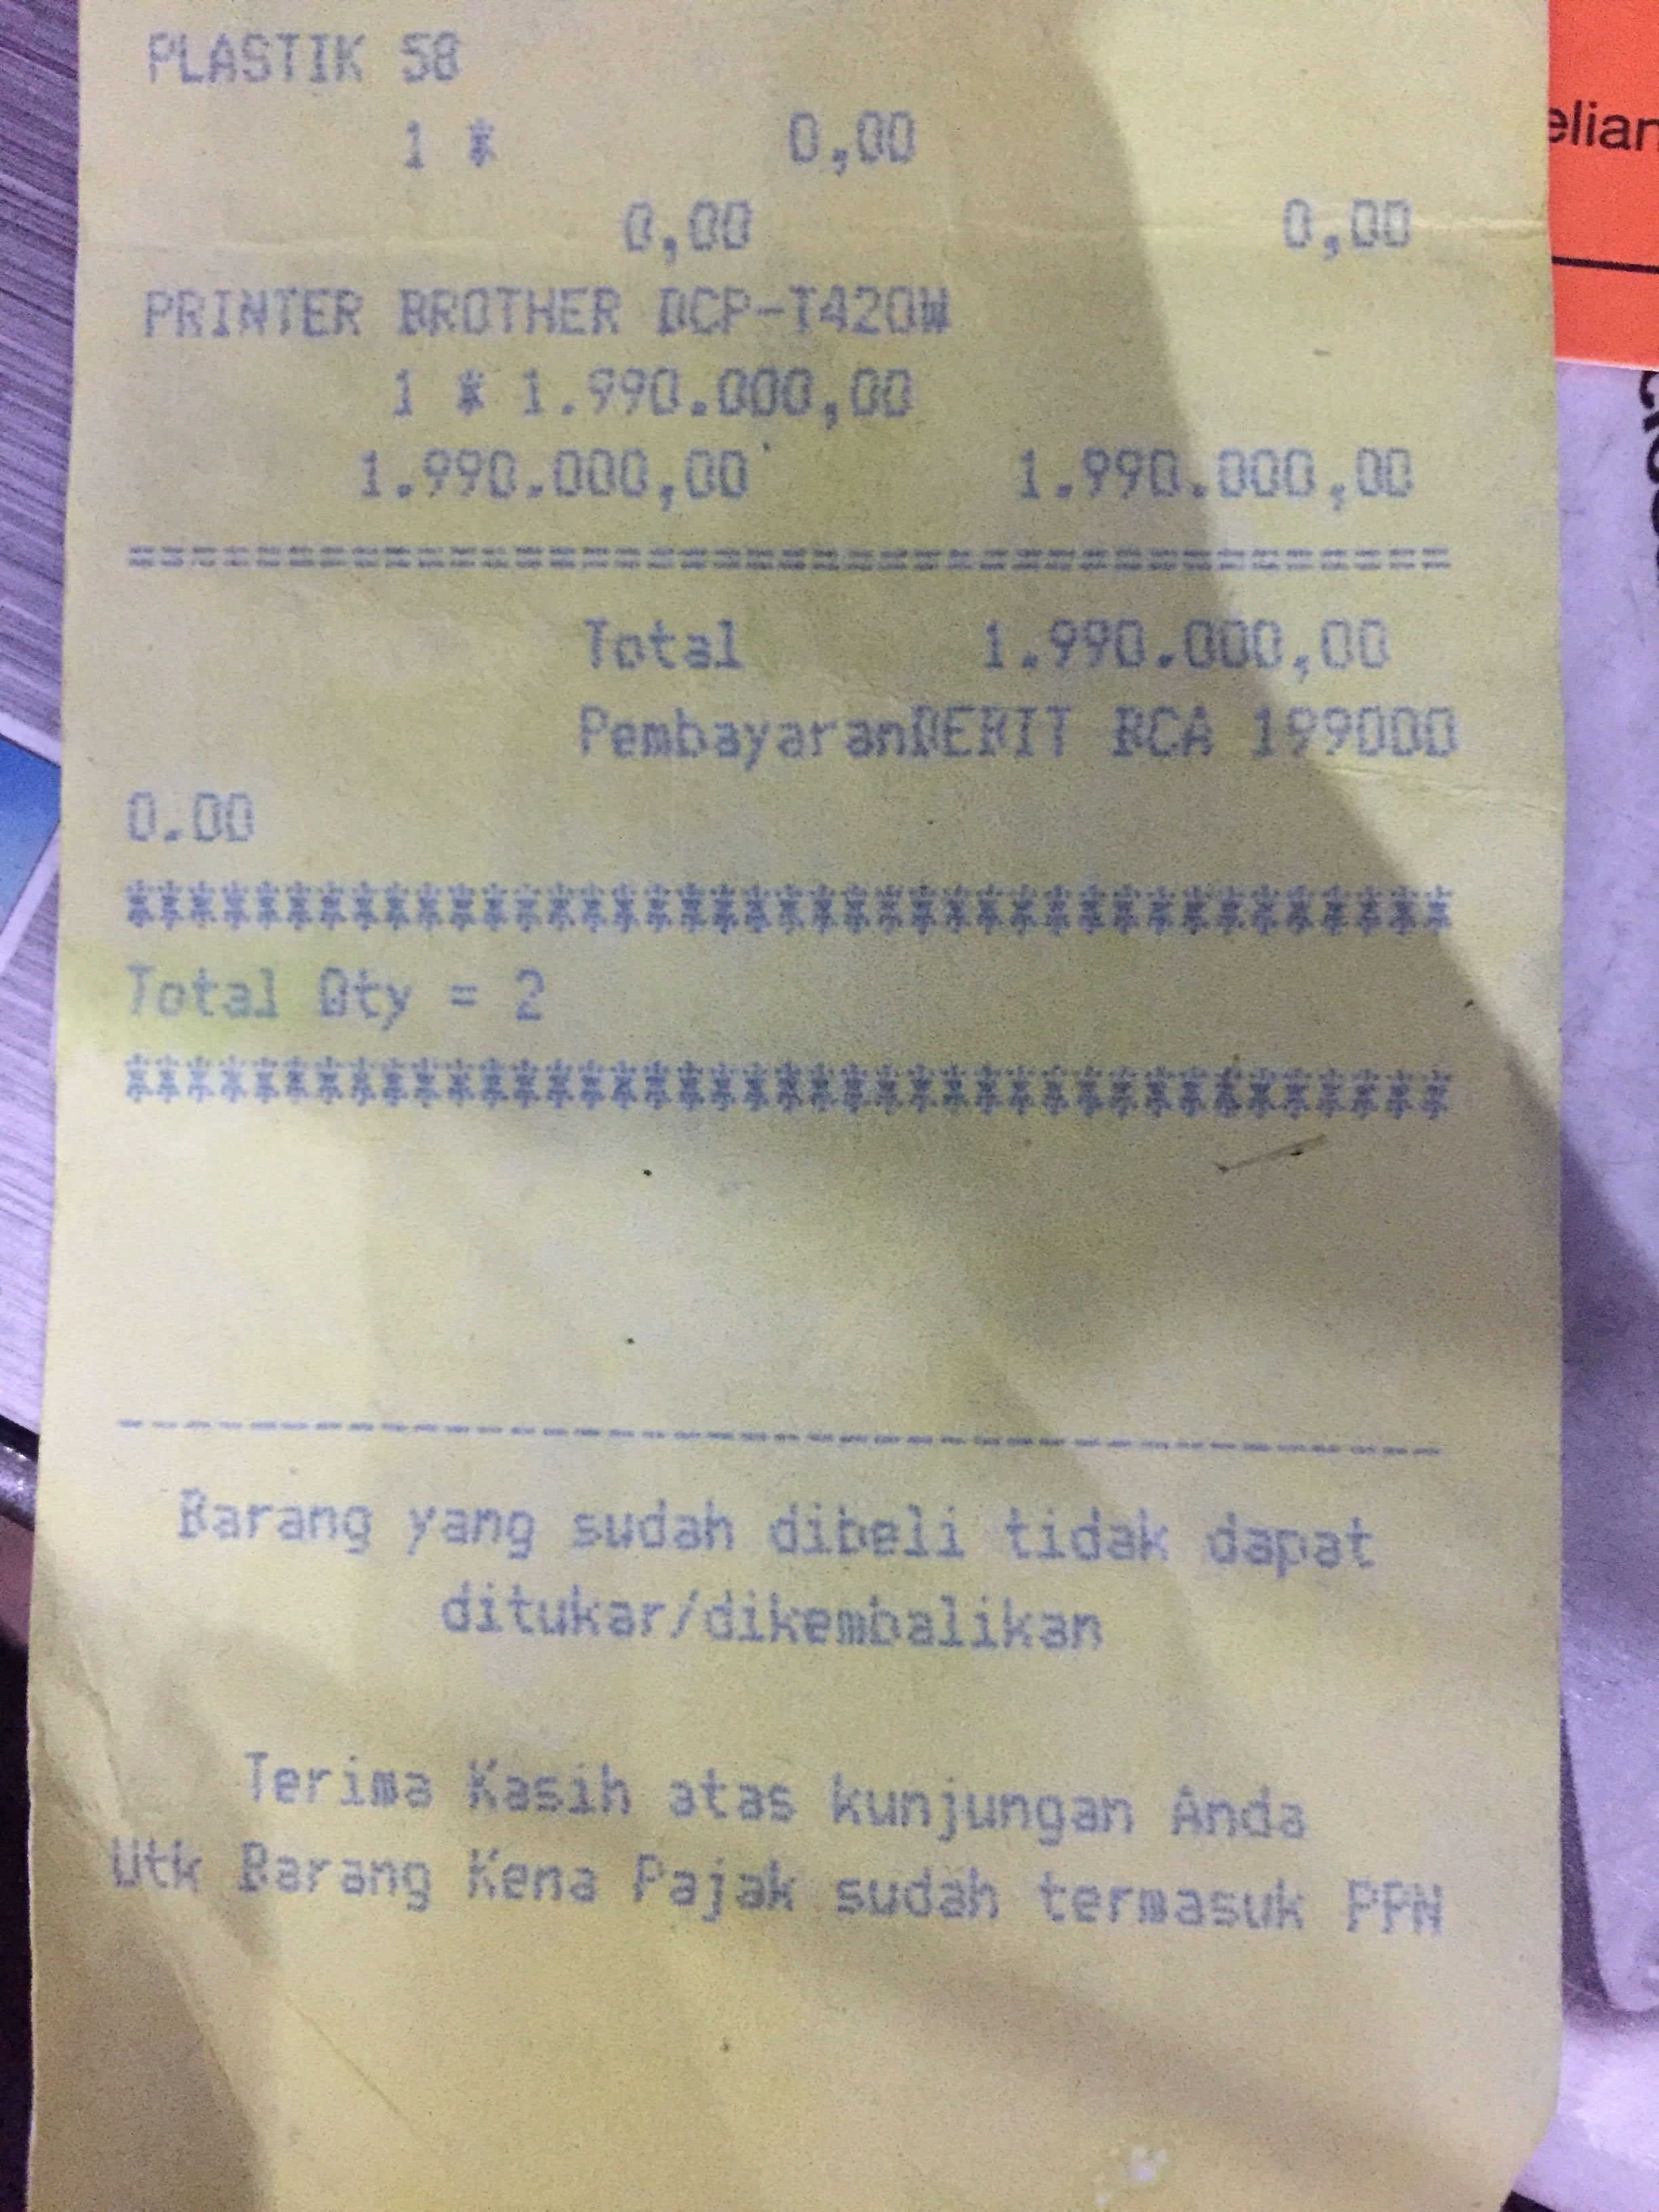 PLASTIK 58
1 * 0,00
0,00 0,00
PRINTER BROTHER DCP-T420W
1 * 1.990.000,00
1.990.000,00 1.990.000,00
========================================
Total 1.990.000,00
PembayaranDEBIT BCA 199000
0.00
****************************************
Total Qty = 2
****************************************
----------------------------------------
Barang yang sudah dibeli tidak dapat
ditukar/dikembalikan
Terima Kasih atas kunjungan Anda
Utk Barang Kena Pajak sudah termasuk PPN
elian